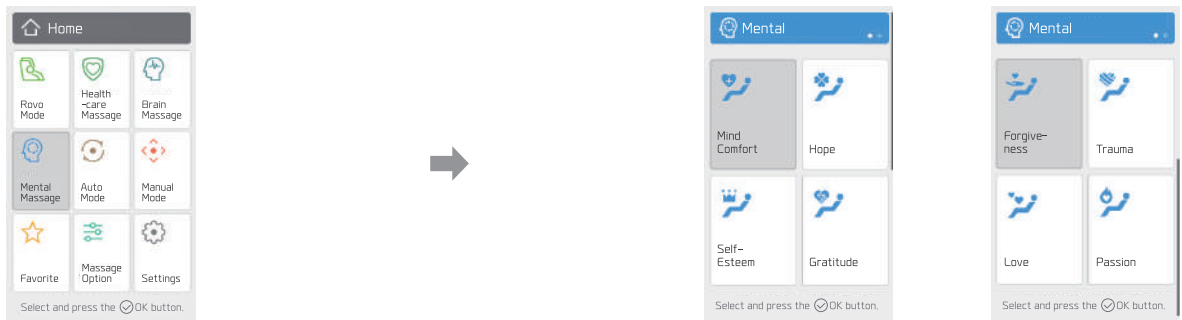 Home
Rovo
Mode
Health
-care
Massage
Brain
Massage
Mental
Massage
Auto
Mode
Manual
Mode
Favorite
Massage
Option
Settings
Select and press the OK button.
Mental
Mind
Comfort
Hope
Self-
Esteem
Gratitude
Select and press the OK button.
Mental
Forgive-
ness
Trauma
Love
Passion
Select and press the OK button.